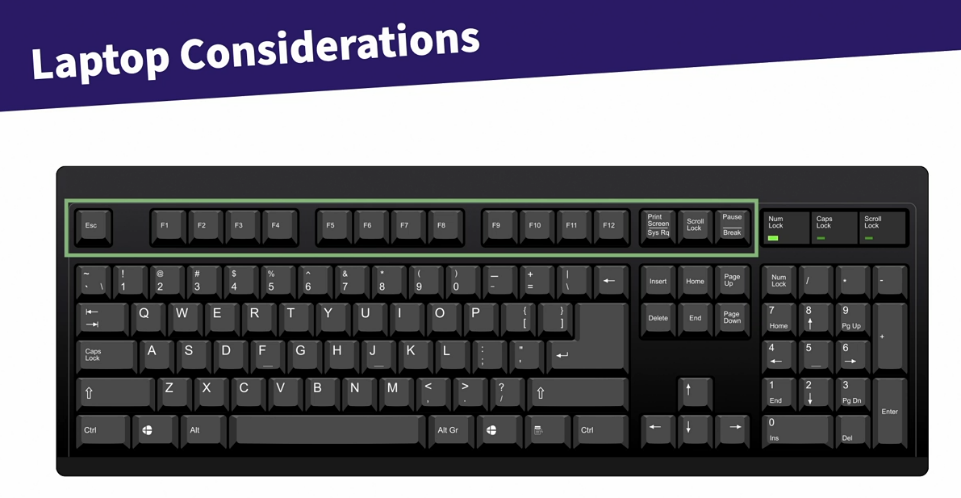 Laptop Considerations
Esc F1 F2 F3 F4 F5 F6 F7 F8 F9 F10 F11 F12 Print Screen Sys Rq Scroll Lock Pause Break Num Lock Caps Lock Scroll Lock
~ ` \ ! 1 @ 2 # 3 $ 4 % 5 ^ 6 & 7 * 8 ( 9 ) 0 — - + = | \ ← Insert Home Page Up Num Lock / * -
Q W E R T Y U I O P { [ } ] Delete End Page Down 7 Home 8 ↑ 9 Pg Up +
Caps Lock A S D F G H J K L : ; " , ↵ 4 ← 5 6 →
⇧ Z X C V B N M < , > . ? / ⇧ ↑ 1 End 2 ↓ 3 Pg Dn Enter
Ctrl Alt Alt Gr Ctrl ← ↓ → 0 Ins . Del